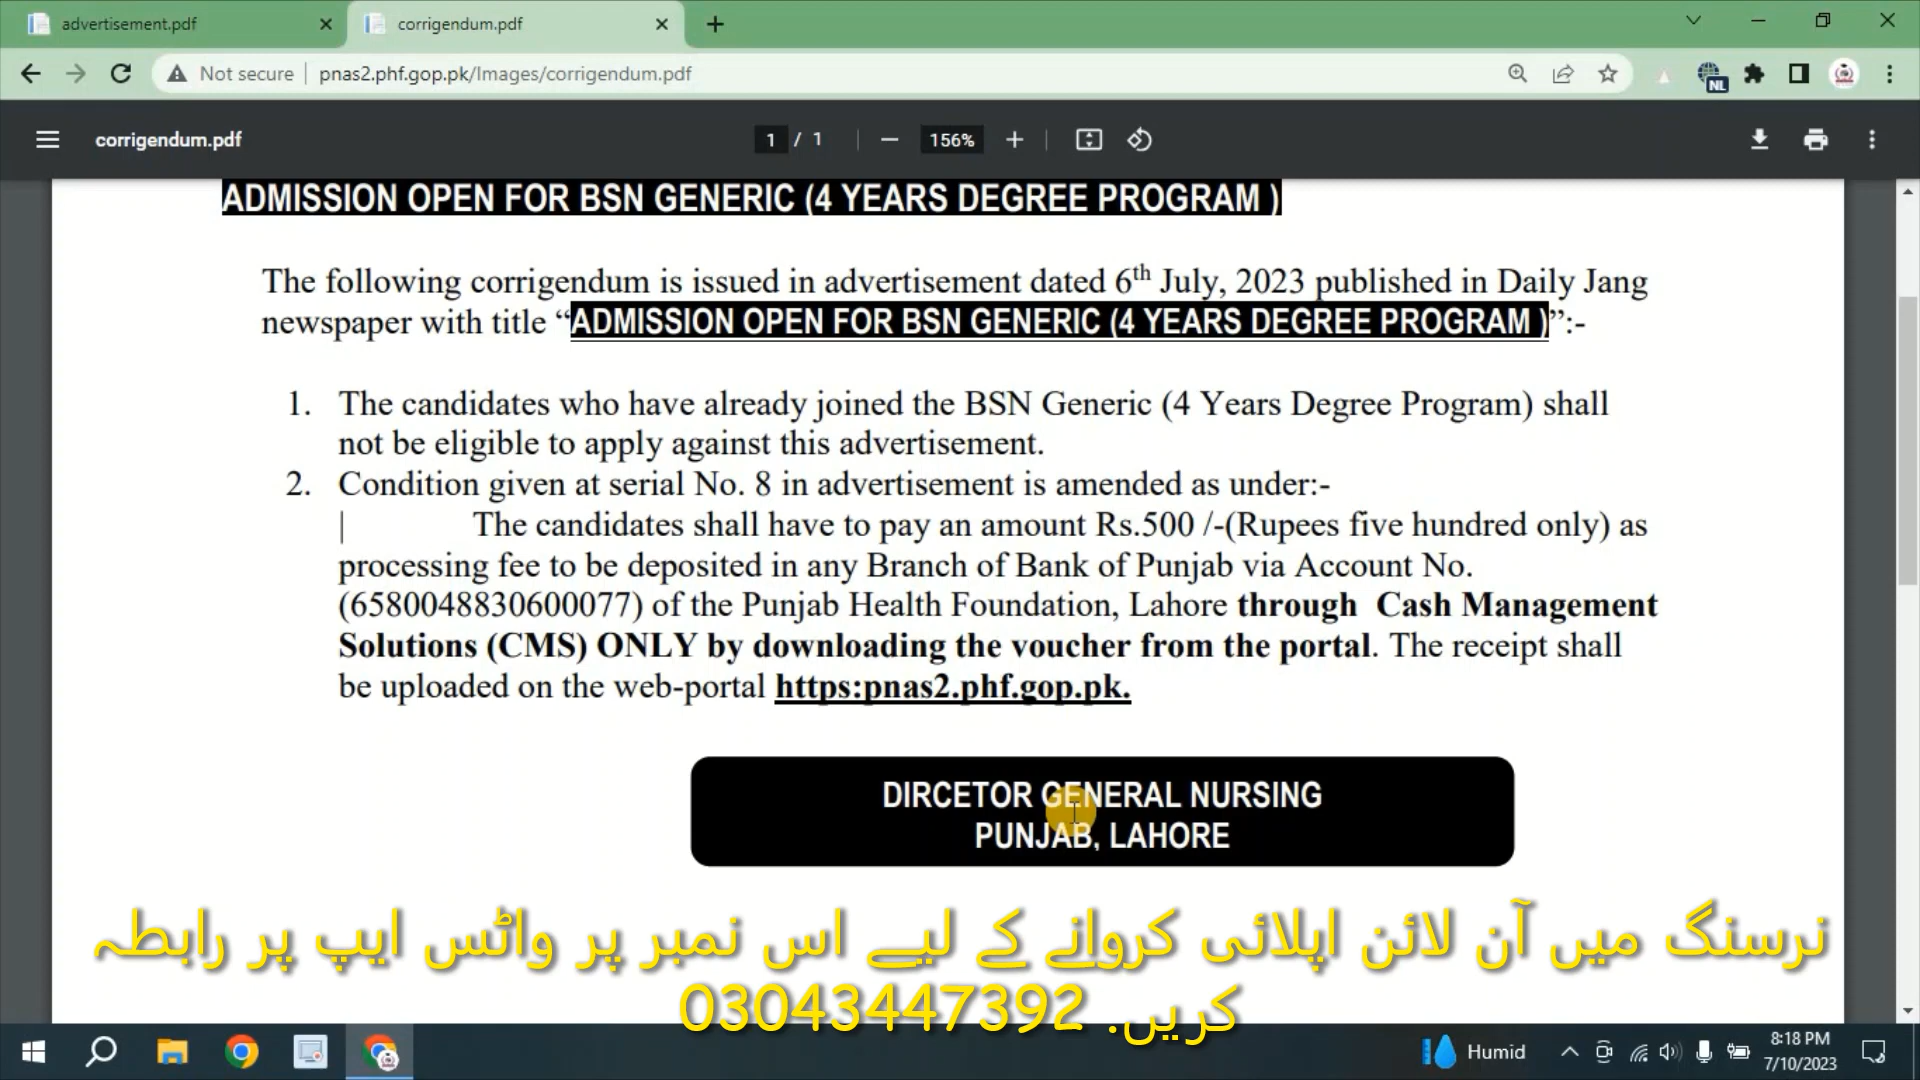 advertisement.pdf
corrigendum.pdf
Not secure
pnas2.phf.gop.pk/Images/corrigendum.pdf
NL
corrigendum.pdf
1 / 1
156%
ADMISSION OPEN FOR BSN GENERIC (4 YEARS DEGREE PROGRAM )
The following corrigendum is issued in advertisement dated 6th July, 2023 published in Daily Jang
newspaper with title “ADMISSION OPEN FOR BSN GENERIC (4 YEARS DEGREE PROGRAM )”:-
1. The candidates who have already joined the BSN Generic (4 Years Degree Program) shall
not be eligible to apply against this advertisement.
2. Condition given at serial No. 8 in advertisement is amended as under:-
The candidates shall have to pay an amount Rs.500 /-(Rupees five hundred only) as
processing fee to be deposited in any Branch of Bank of Punjab via Account No.
(6580048830600077) of the Punjab Health Foundation, Lahore through Cash Management
Solutions (CMS) ONLY by downloading the voucher from the portal. The receipt shall
be uploaded on the web-portal https:pnas2.phf.gop.pk.
DIRCETOR GENERAL NURSING
PUNJAB, LAHORE
نرسنگ میں آن لائن اپلائی کروانے کے لیے اس نمبر پر واٹس ایپ پر رابطہ
کریں. 03043447392
Humid
8:18 PM
7/10/2023